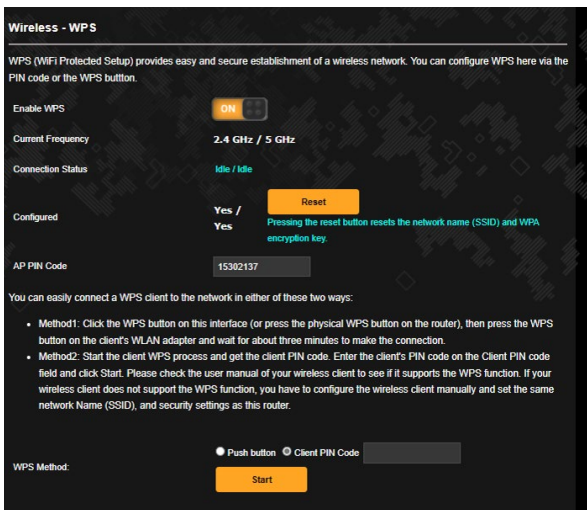 Wireless - WPS
WPS (WiFi Protected Setup) provides easy and secure establishment of a wireless network. You can configure WPS here via the
PIN code or the WPS buttton.
Enable WPS ON
Current Frequency 2.4 GHz / 5 GHz
Connection Status Idle / Idle
Configured Yes / Yes
Reset
Pressing the reset button resets the network name (SSID) and WPA
encryption key.
AP PIN Code 15302137
You can easily connect a WPS client to the network in either of these two ways:
• Method1: Click the WPS button on this interface (or press the physical WPS button on the router), then press the WPS
button on the client's WLAN adapter and wait for about three minutes to make the connection.
• Method2: Start the client WPS process and get the client PIN code. Enter the client's PIN code on the Client PIN code
field and click Start. Please check the user manual of your wireless client to see if it supports the WPS function. If your
wireless client does not support the WPS function, you have to configure the wireless client manually and set the same
network Name (SSID), and security settings as this router.
WPS Method: Push button Client PIN Code
Start